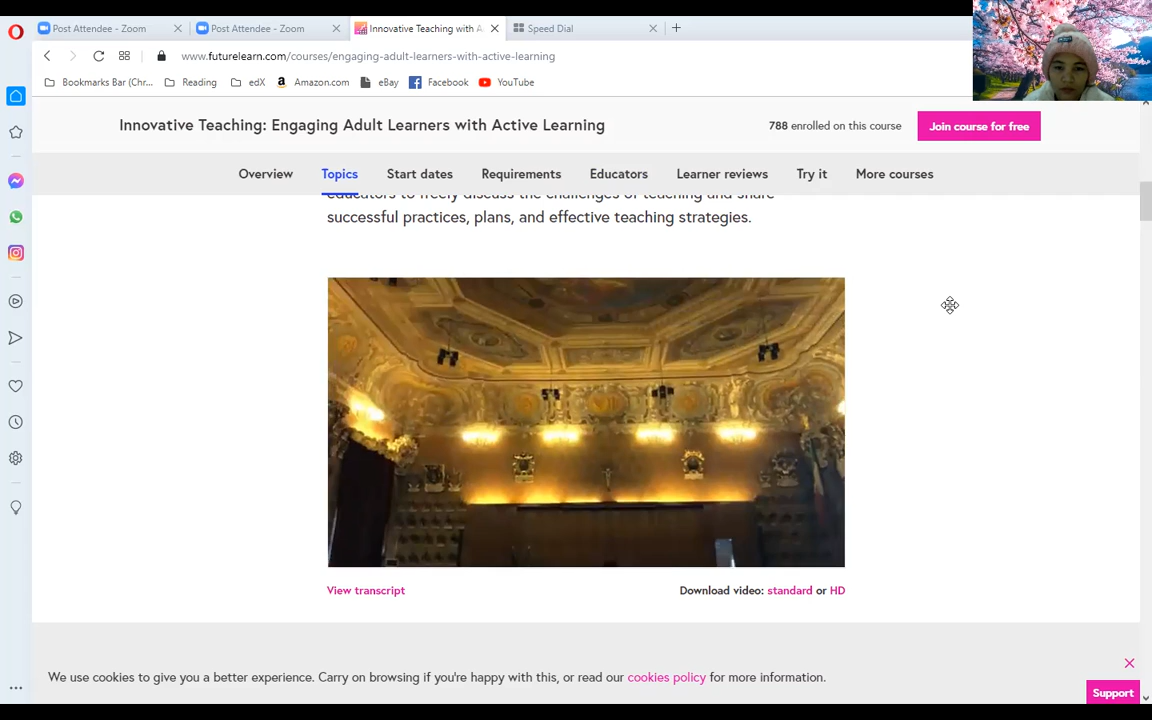 Post Attendee - Zoom
Post Attendee - Zoom
Innovative Teaching with A
Speed Dial
www.futurelearn.com/courses/engaging-adult-learners-with-active-learning
Bookmarks Bar (Chr...
Reading
edX
Amazon.com
eBay
Facebook
YouTube
Innovative Teaching: Engaging Adult Learners with Active Learning
788 enrolled on this course
Join course for free
Overview
Topics
Start dates
Requirements
Educators
Learner reviews
Try it
More courses
educators to freely discuss the challenges of teaching and share
successful practices, plans, and effective teaching strategies.
View transcript
Download video: standard or HD
We use cookies to give you a better experience. Carry on browsing if you're happy with this, or read our cookies policy for more information.
Support